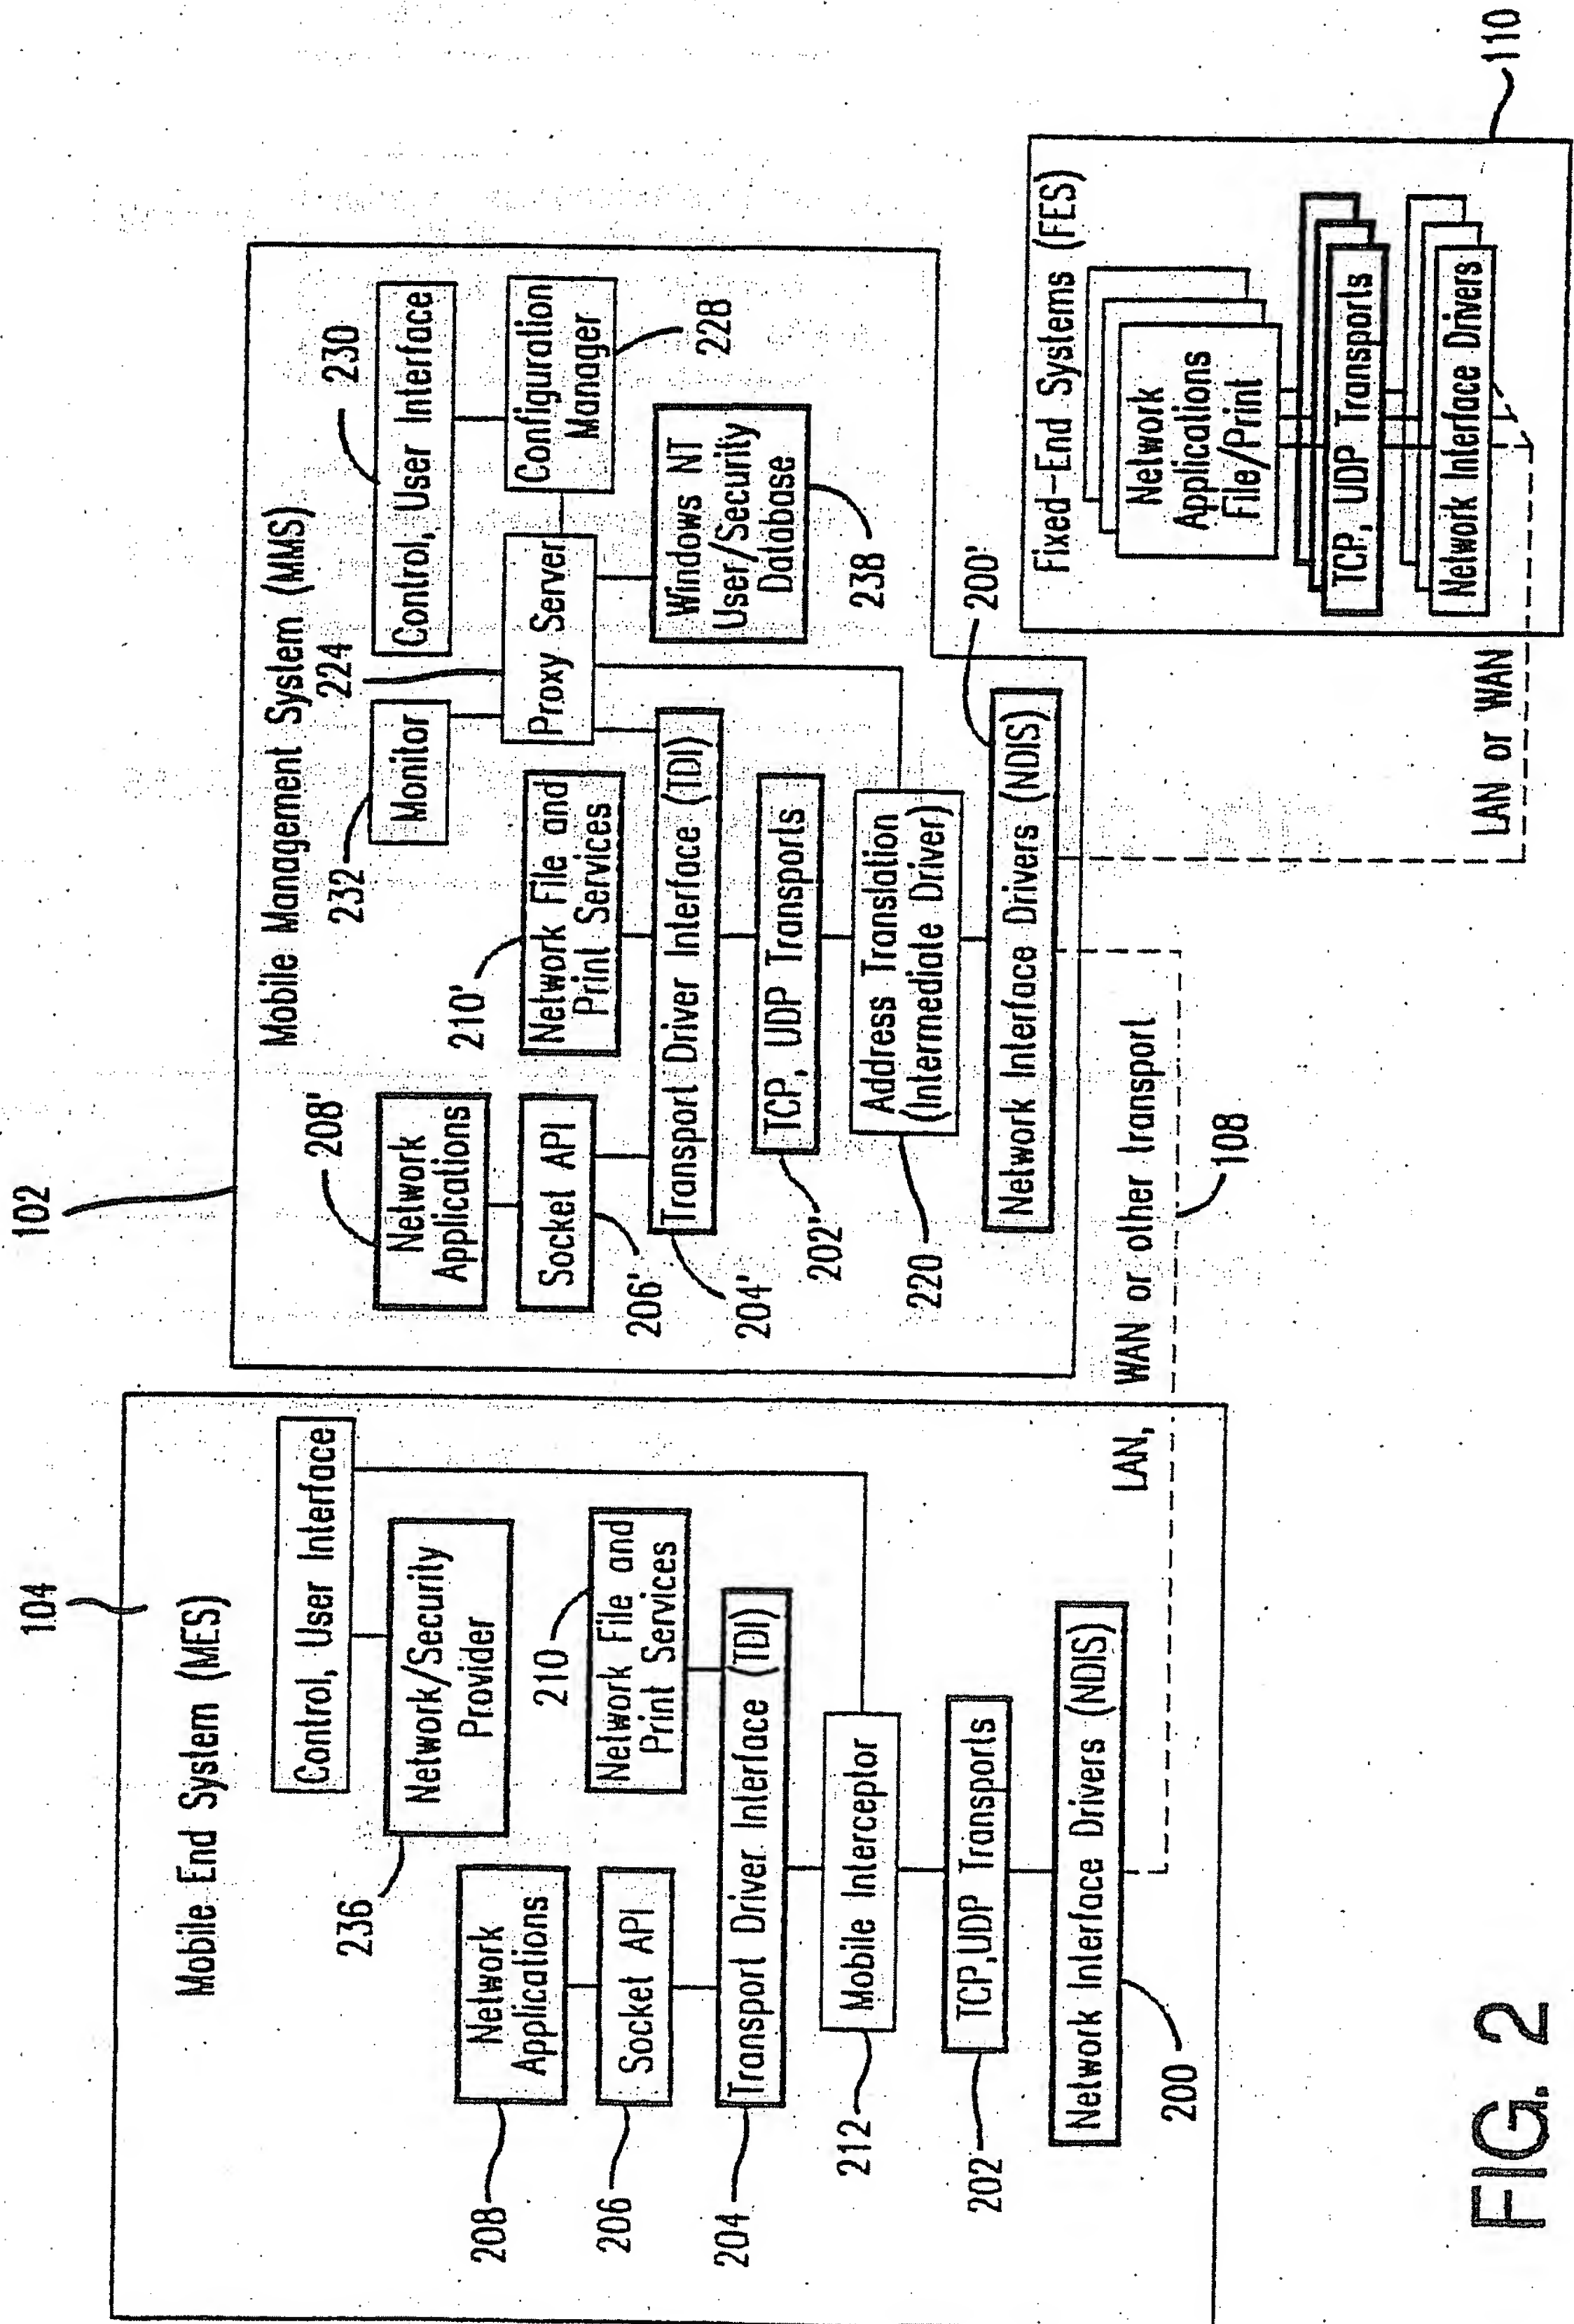 104
Mobile End System (MES)
Control, User Interface
Network/Security
Provider
236
210
Network File and
Print Services
208
Network
Applications
206
Socket API
204
Transport Driver Interface (TDI)
212
Mobile Interceptor
202
TCP,UDP Transports
Network Interface Drivers (NDIS)
200
102
Mobile Management System (MMS)
208'
Network
Applications
206'
Socket API
210'
Network File and
Print Services
232
Monitor
224
Proxy Server
230
Control, User Interface
Configuration
Manager
228
Windows NT
User/Security
Database
238
204'
Transport Driver Interface (TDI)
202'
TCP, UDP Transports
220
Address Translation
(Intermediate Driver)
200'
Network Interface Drivers (NDIS)
LAN, WAN or other transport
108
LAN or WAN
Fixed-End Systems (FES)
Network
Applications
File/Print
TCP, UDP Transports
Network Interface Drivers
110
FIG. 2